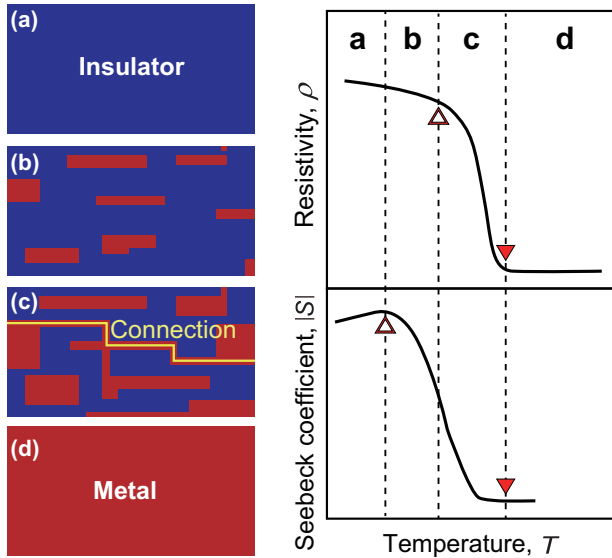 (a)
Insulator
(b)
(c)
Connection
(d)
Metal
a b c d
Resistivity, ρ
Seebeck coefficient, |S|
Temperature, T